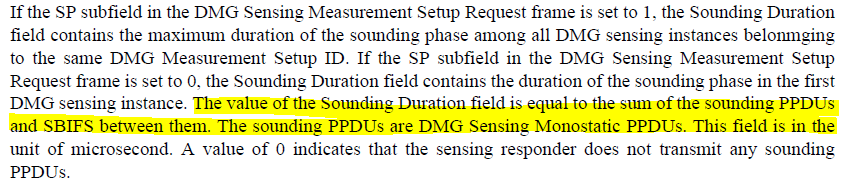 If the SP subfield in the DMG Sensing Measurement Setup Request frame is set to 1, the Sounding Duration
field contains the maximum duration of the sounding phase among all DMG sensing instances belonmging
to the same DMG Measurement Setup ID. If the SP subfield in the DMG Sensing Measurement Setup
Request frame is set to 0, the Sounding Duration field contains the duration of the sounding phase in the first
DMG sensing instance. The value of the Sounding Duration field is equal to the sum of the sounding PPDUs
and SBIFS between them. The sounding PPDUs are DMG Sensing Monostatic PPDUs. This field is in the
unit of microsecond. A value of 0 indicates that the sensing responder does not transmit any sounding
PPDUs.